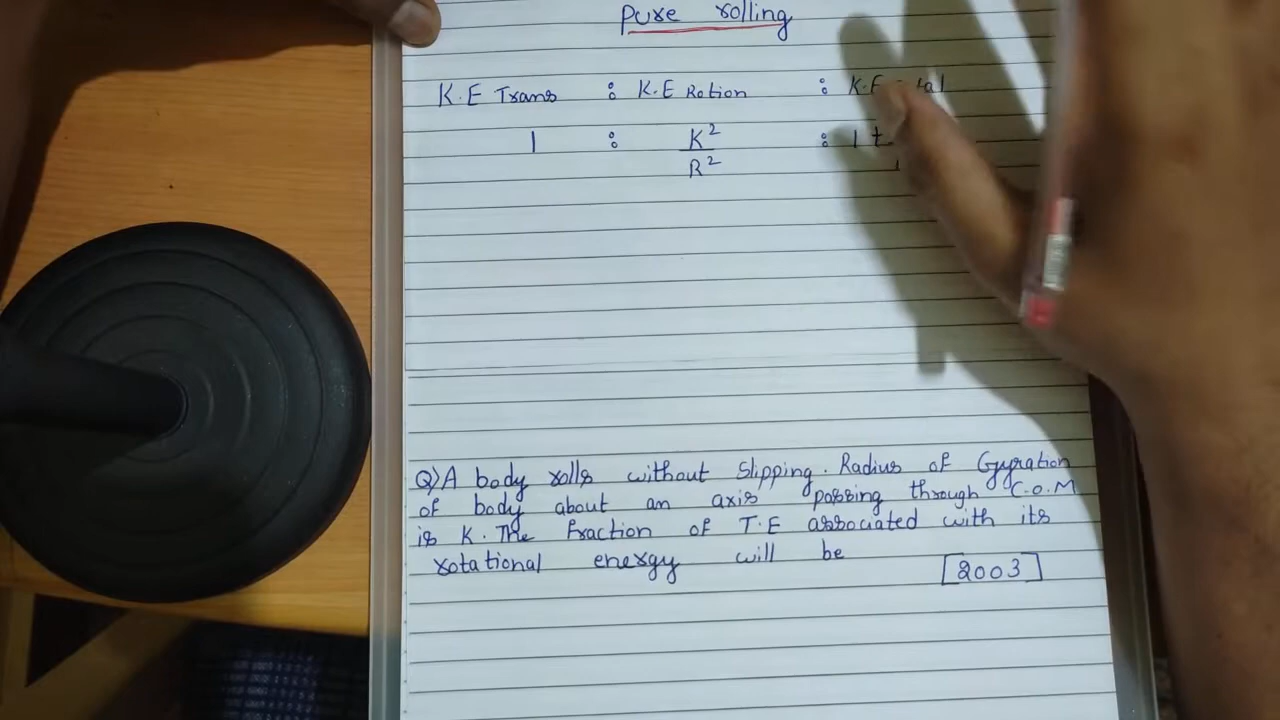 Pure rolling
K.E Trans : K.E Rotion : K.E
1 : K² / R² : 1 +
Q) A body rolls without slipping. Radius of Gyration
of body about an axis passing through C.O.M
is K. The fraction of T.E associated with its
rotational energy will be
[2003]